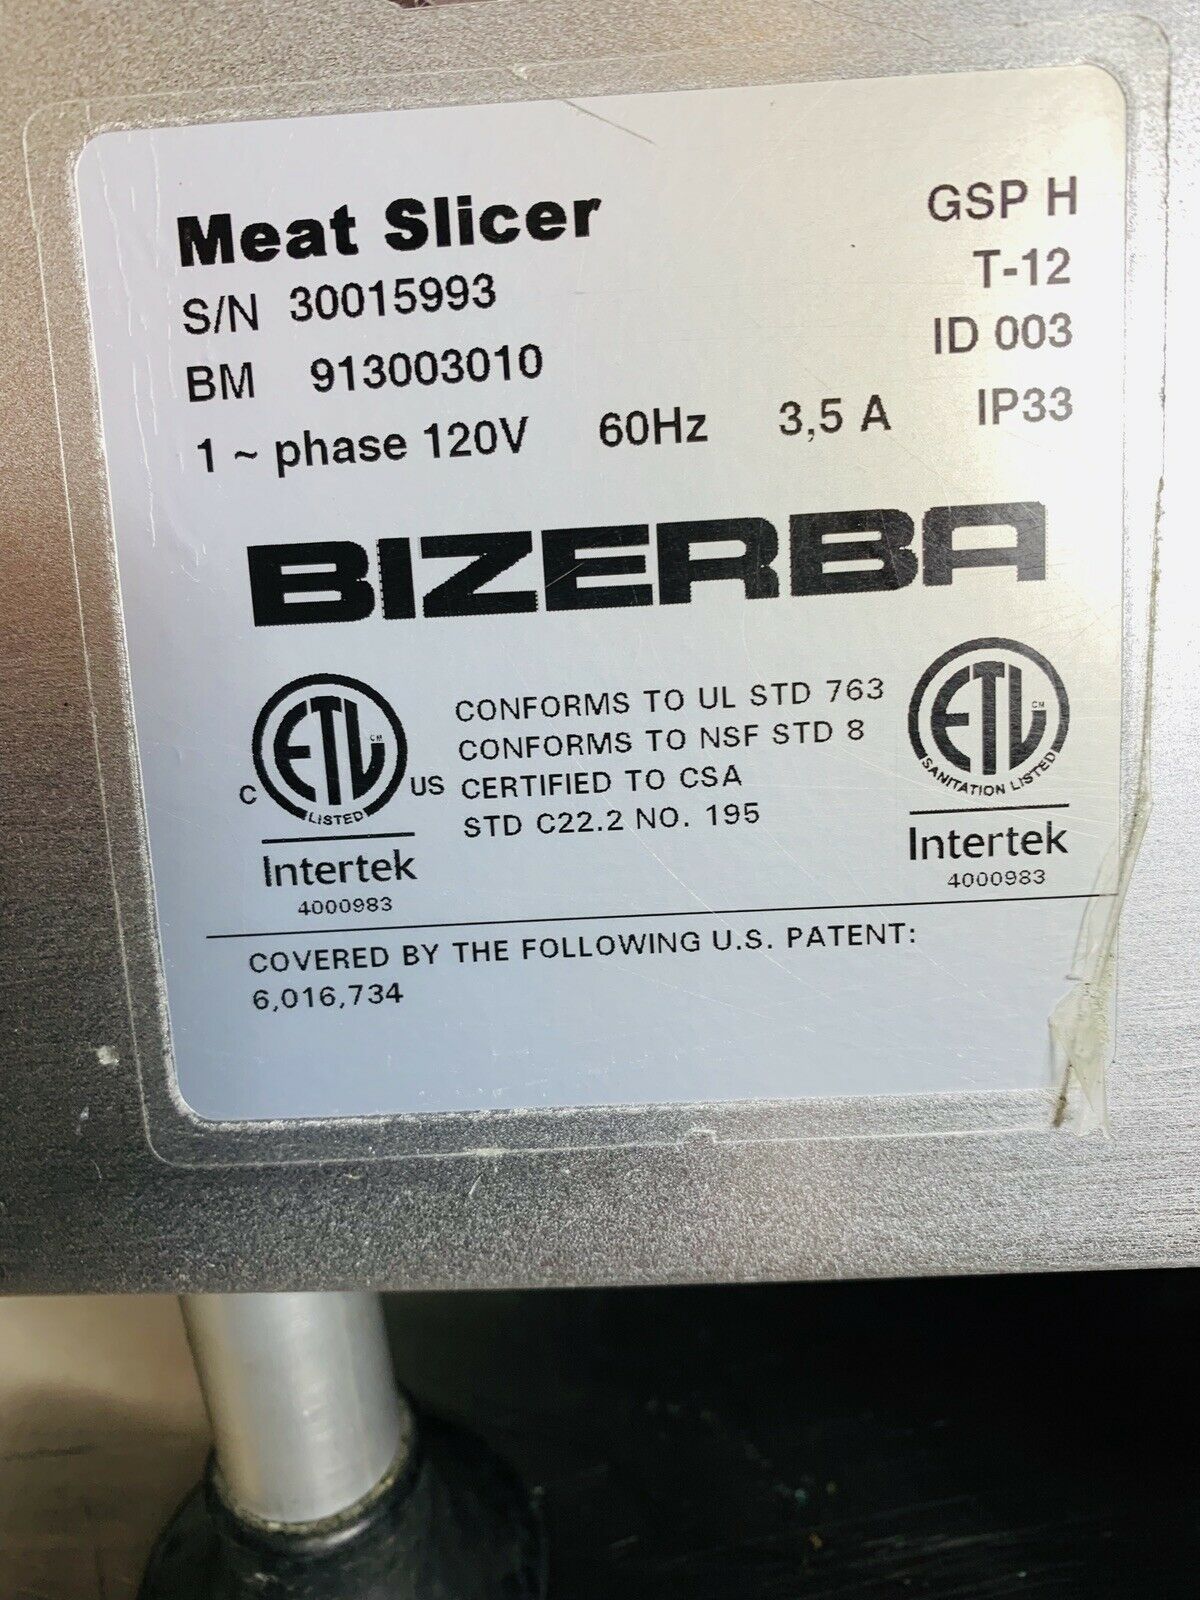 Meat Slicer GSP H
S/N 30015993 T-12
BM 913003010 ID 003
1 ~ phase 120V 60Hz 3,5 A IP33
BIZERBA
C ETL CM US
LISTED
Intertek
4000983
CONFORMS TO UL STD 763
CONFORMS TO NSF STD 8
CERTIFIED TO CSA
STD C22.2 NO. 195
ETL CM
SANITATION LISTED
Intertek
4000983
COVERED BY THE FOLLOWING U.S. PATENT:
6,016,734